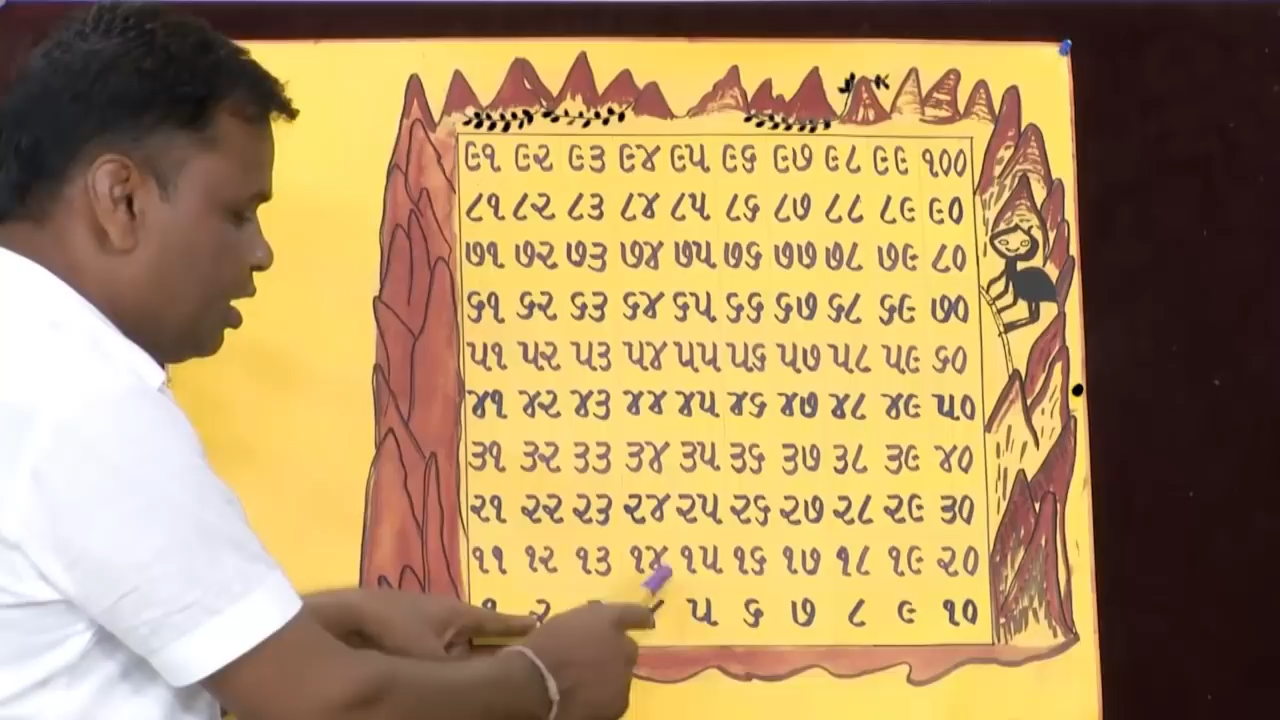 ૯૧ ૯૨ ૯૩ ૯૪ ૯૫ ૯૬ ૯૭ ૯૮ ૯૯ ૧૦૦
૮૧ ૮૨ ૮૩ ૮૪ ૮૫ ૮૬ ૮૭ ૮૮ ૮૯ ૯૦
૭૧ ૭૨ ૭૩ ૭૪ ૭૫ ૭૬ ૭૭ ૭૮ ૭૯ ૮૦
૬૧ ૬૨ ૬૩ ૬૪ ૬૫ ૬૬ ૬૭ ૬૮ ૬૯ ૭૦
૫૧ ૫૨ ૫૩ ૫૪ ૫૫ ૫૬ ૫૭ ૫૮ ૫૯ ૬૦
૪૧ ૪૨ ૪૩ ૪૪ ૪૫ ૪૬ ૪૭ ૪૮ ૪૯ ૫૦
૩૧ ૩૨ ૩૩ ૩૪ ૩૫ ૩૬ ૩૭ ૩૮ ૩૯ ૪૦
૨૧ ૨૨ ૨૩ ૨૪ ૨૫ ૨૬ ૨૭ ૨૮ ૨૯ ૩૦
૧૧ ૧૨ ૧૩ ૧૪ ૧૫ ૧૬ ૧૭ ૧૮ ૧૯ ૨૦
૧ ૨ ૫ ૬ ૭ ૮ ૯ ૧૦